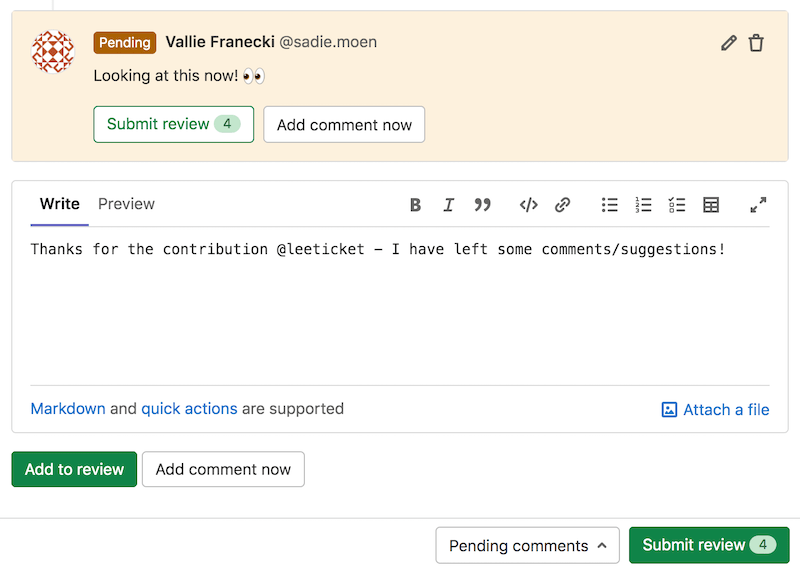 Pending Vallie Franecki @sadie.moen
Looking at this now! 👀
Submit review 4 Add comment now
Write Preview
Thanks for the contribution @leeticket - I have left some comments/suggestions!
Markdown and quick actions are supported Attach a file
Add to review Add comment now
Pending comments Submit review 4